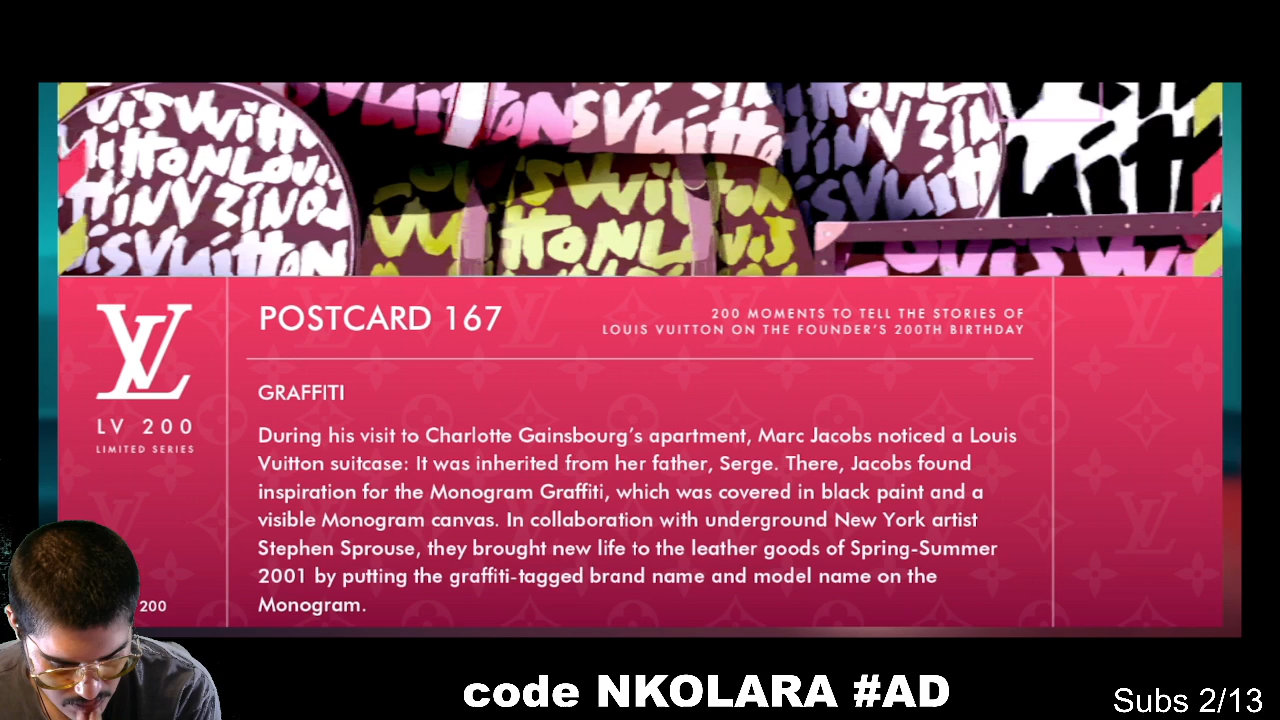 POSTCARD 167
200 MOMENTS TO TELL THE STORIES OF
LOUIS VUITTON ON THE FOUNDER'S 200TH BIRTHDAY
LV
LV 200
LIMITED SERIES
GRAFFITI
During his visit to Charlotte Gainsbourg's apartment, Marc Jacobs noticed a Louis
Vuitton suitcase: It was inherited from her father, Serge. There, Jacobs found
inspiration for the Monogram Graffiti, which was covered in black paint and a
visible Monogram canvas. In collaboration with underground New York artist
Stephen Sprouse, they brought new life to the leather goods of Spring-Summer
2001 by putting the graffiti-tagged brand name and model name on the
Monogram.
200
code NKOLARA #AD
Subs 2/13